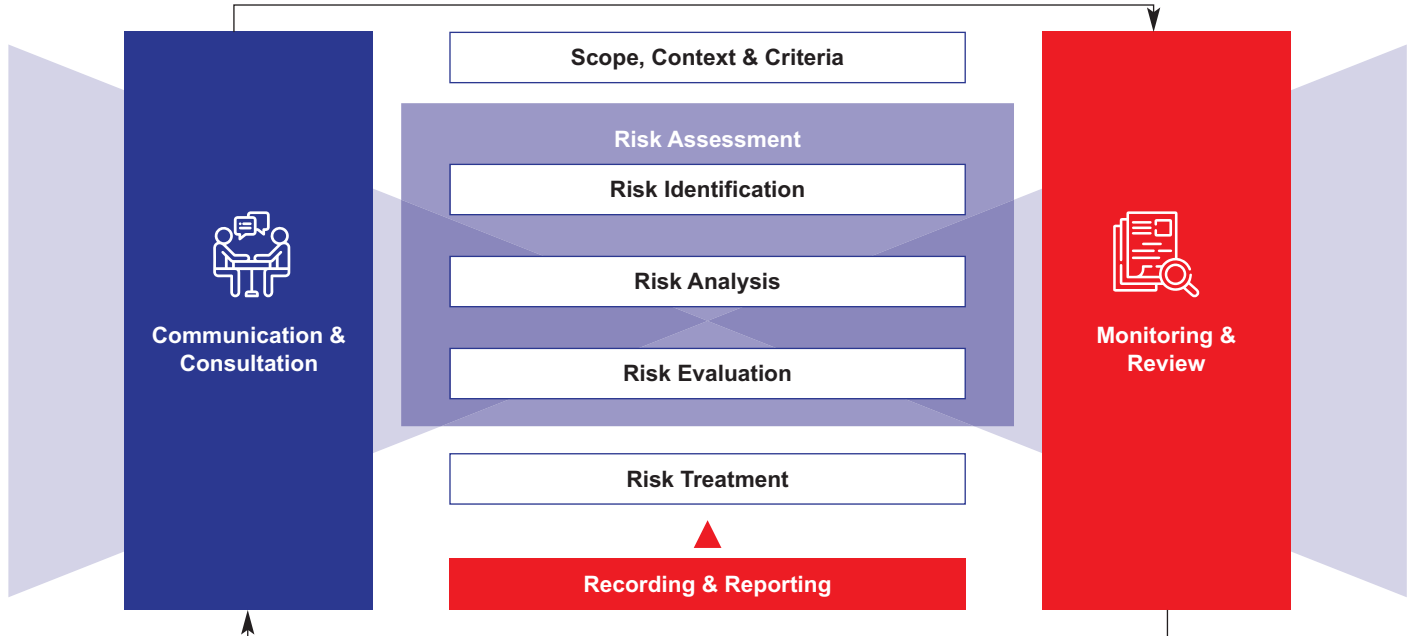 Scope, Context & Criteria
Risk Assessment
Risk Identification
Risk Analysis
Risk Evaluation
Risk Treatment
Recording & Reporting
Communication &
Consultation
Monitoring &
Review